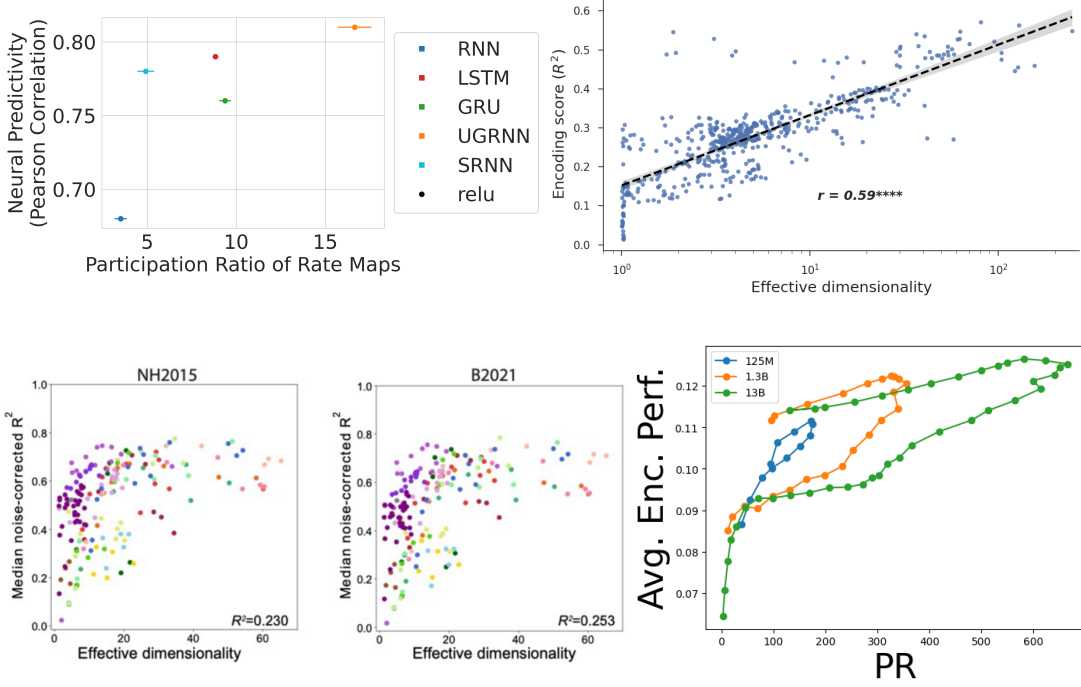 Neural Predictivity
(Pearson Correlation)
0.80
0.75
0.70
5 10 15
Participation Ratio of Rate Maps
RNN
LSTM
GRU
UGRNN
SRNN
relu
Encoding score (R²)
0.6
0.5
0.4
0.3
0.2
0.1
0.0
r = 0.59****
10⁰ 10¹ 10²
Effective dimensionality
NH2015
Median noise-corrected R²
1.0
0.8
0.6
0.4
0.2
0.0
R²=0.230
0 20 40 60
Effective dimensionality
B2021
Median noise-corrected R²
1.0
0.8
0.6
0.4
0.2
0.0
R²=0.253
0 20 40 60
Effective dimensionality
Avg. Enc. Perf.
125M
1.3B
13B
0.12
0.11
0.10
0.09
0.08
0.07
0 100 200 300 400 500 600
PR